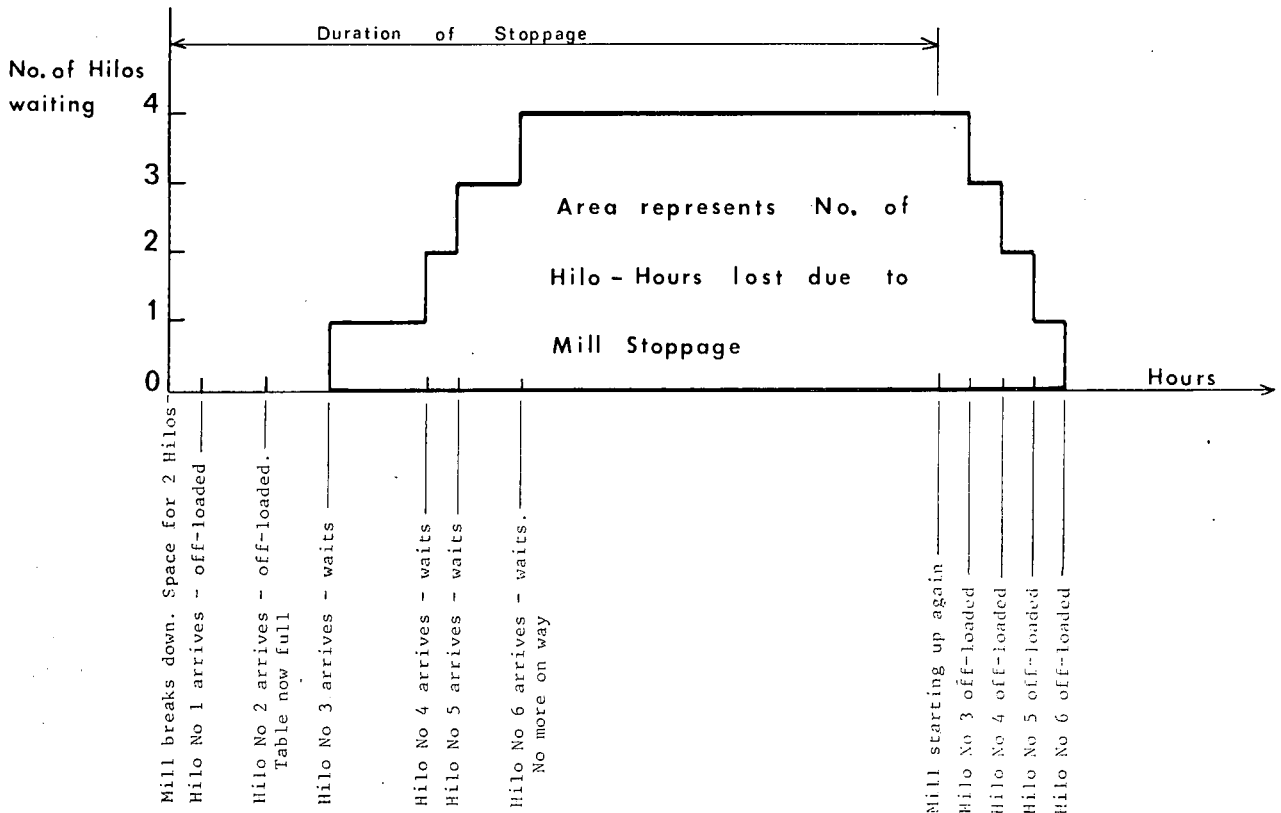 Duration of Stoppage
No. of Hilos
waiting
4
3
2
1
0
Area represents No. of
Hilo - Hours lost due to
Mill Stoppage
Hours
Mill breaks down. Space for 2 Hilos
Hilo No 1 arrives - off-loaded
Hilo No 2 arrives - off-loaded.
Table now full
Hilo No 3 arrives - waits
Hilo No 4 arrives - waits
Hilo No 5 arrives - waits
Hilo No 6 arrives - waits.
No more on way
Mill starting up again
Hilo No 3 off-loaded
Hilo No 4 off-loaded
Hilo No 5 off-loaded
Hilo No 6 off-loaded